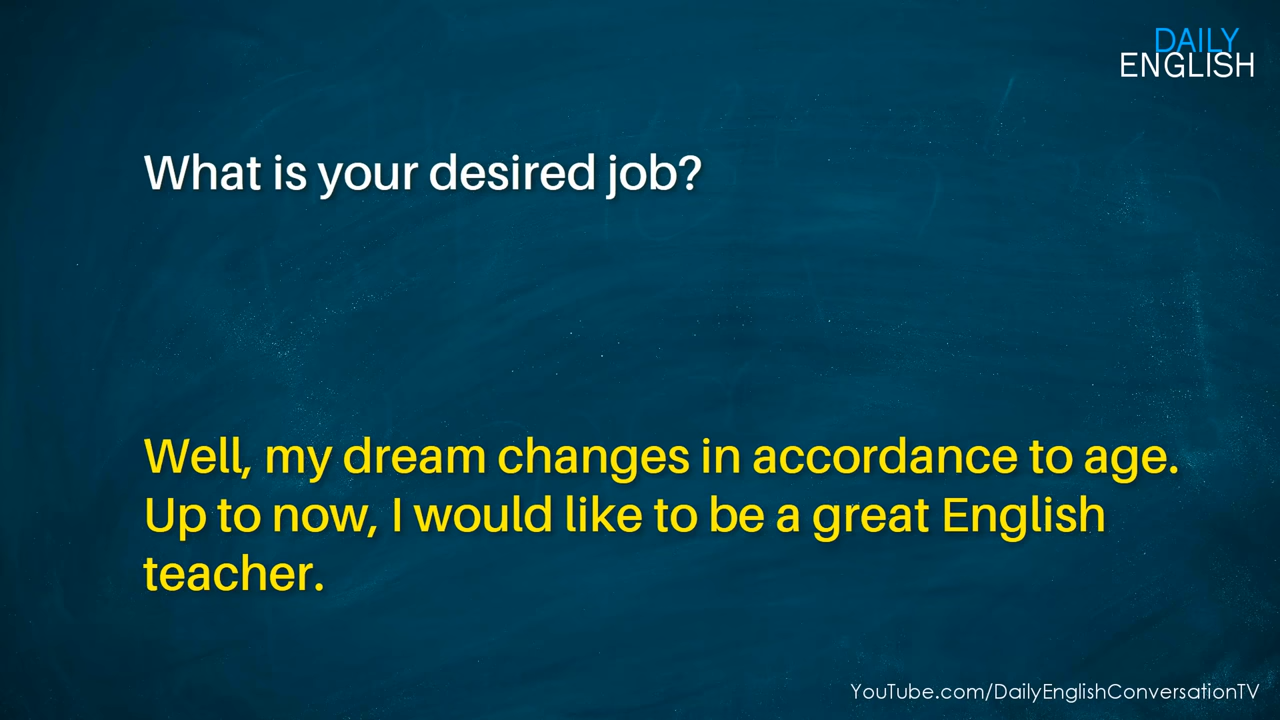 DAILY
ENGLISH
What is your desired job?
Well, my dream changes in accordance to age.
Up to now, I would like to be a great English
teacher.
YouTube.com/DailyEnglishConversationTV